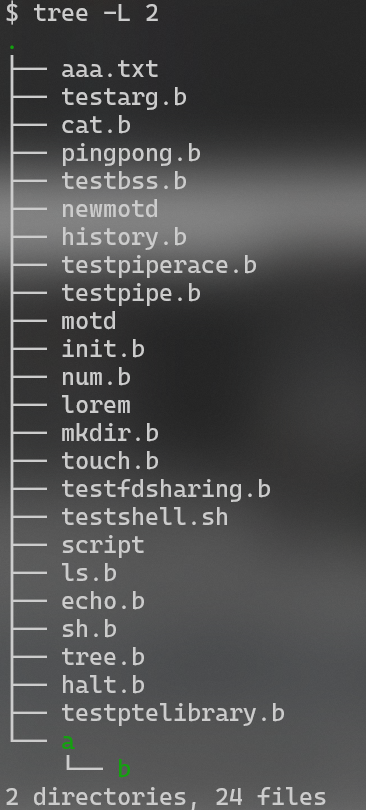 $ tree -L 2
.
├── aaa.txt
├── testarg.b
├── cat.b
├── pingpong.b
├── testbss.b
├── newmotd
├── history.b
├── testpiperace.b
├── testpipe.b
├── motd
├── init.b
├── num.b
├── lorem
├── mkdir.b
├── touch.b
├── testfdsharing.b
├── testshell.sh
├── script
├── ls.b
├── echo.b
├── sh.b
├── tree.b
├── halt.b
├── testptelibrary.b
└── a
    └── b
2 directories, 24 files